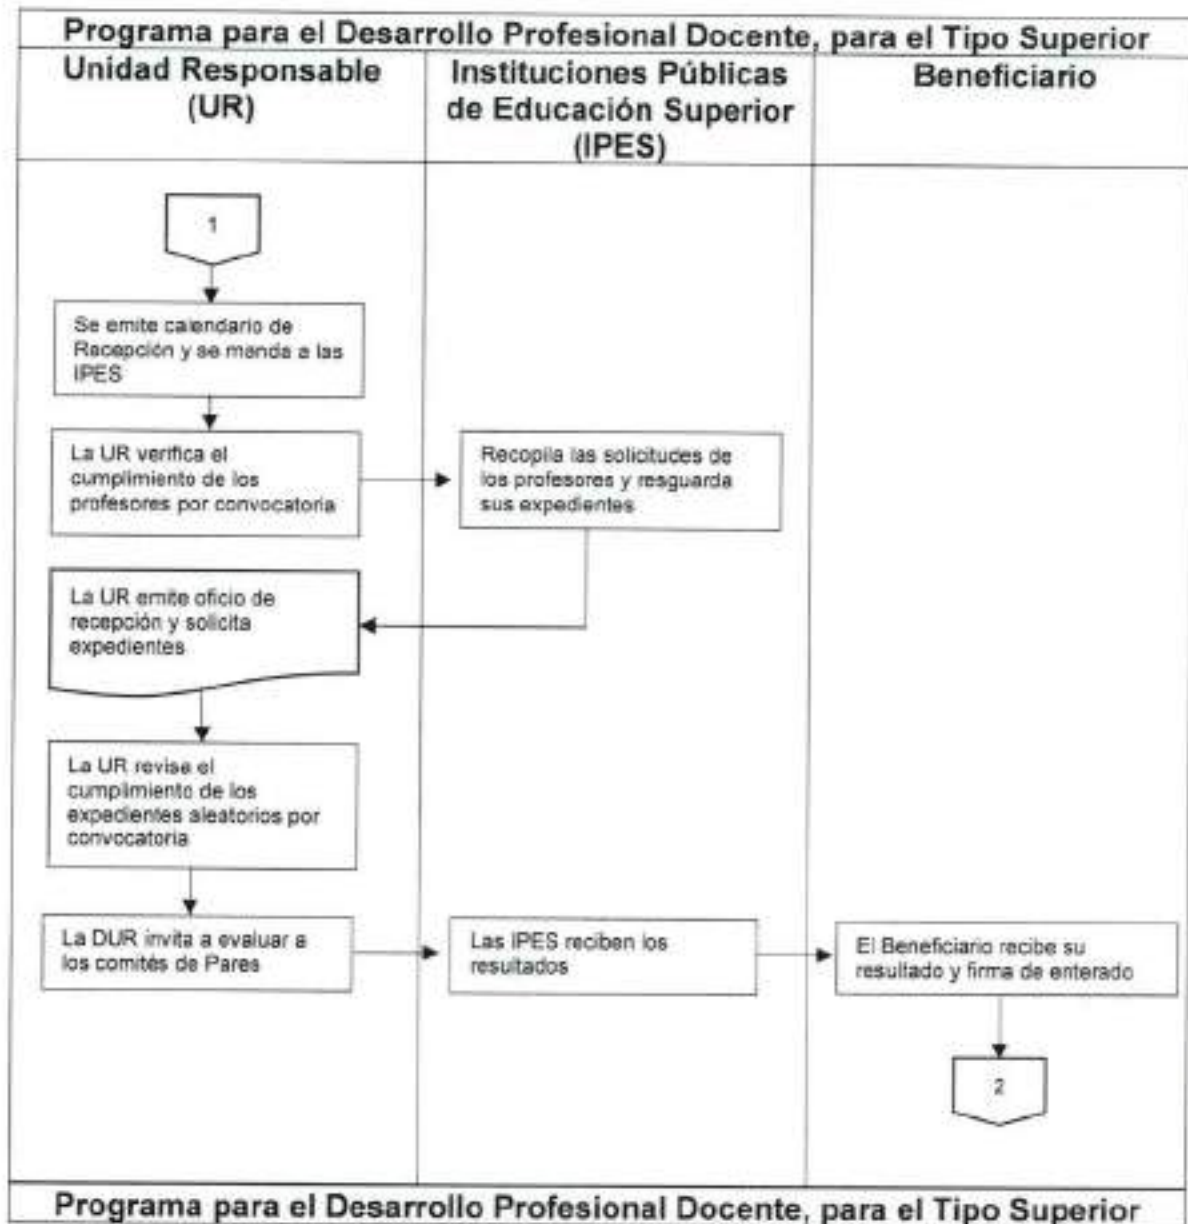 Programa para el Desarrollo Profesional Docente, para el Tipo Superior
Unidad Responsable
(UR)
Instituciones Públicas
de Educación Superior
(IPES)
Beneficiario
1
Se emite calendario de
Recepción y se manda a las
IPES
La UR verifica el
cumplimiento de los
profesores por convocatoria
Recopila las solicitudes de
los profesores y resguarda
sus expedientes
La UR emite oficio de
recepción y solicita
expedientes
La UR revisa el
cumplimiento de los
expedientes aleatorios por
convocatoria
La DUR invita a evaluar a
los comités de Pares
Las IPES reciben los
resultados
El Beneficiario recibe su
resultado y firma de enterado
2
Programa para el Desarrollo Profesional Docente, para el Tipo Superior